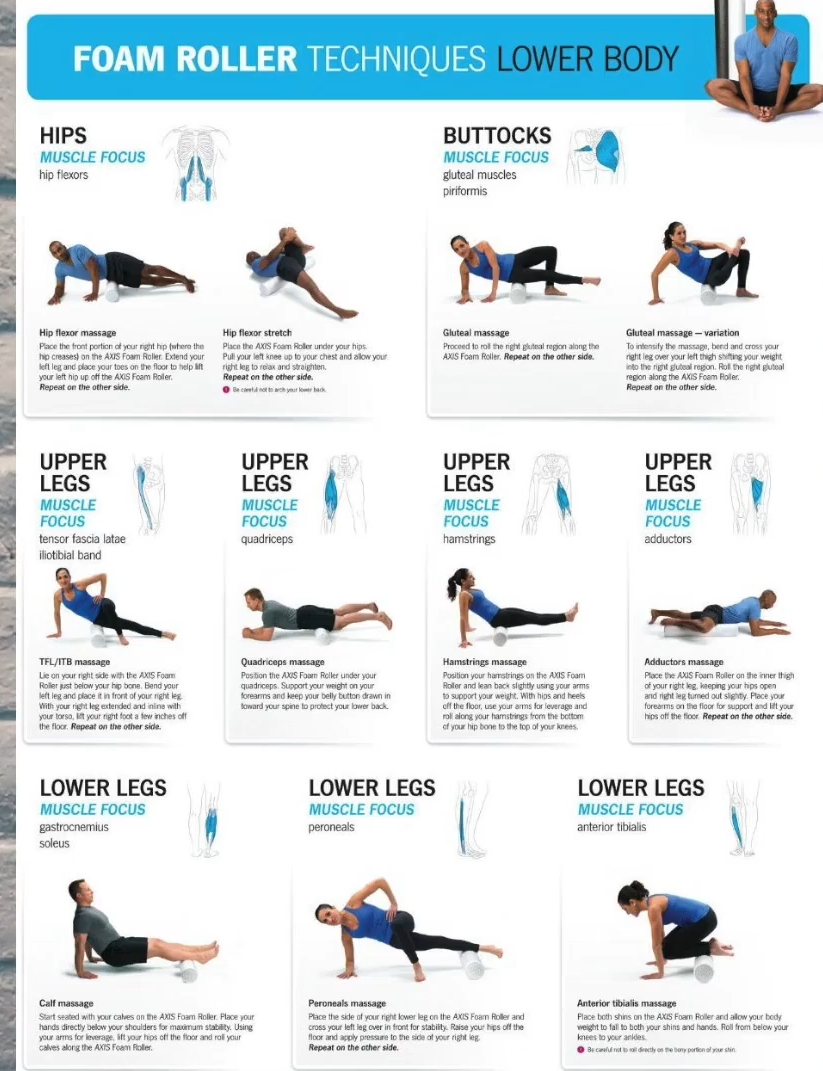 FOAM ROLLER TECHNIQUES LOWER BODY
HIPS
MUSCLE FOCUS
hip flexors
Hip flexor massage
Place the front portion of your right hip (where the
hip creases) on the AXIS Foam Roller. Extend your
left leg and place your toes on the floor to help lift
your left hip up off the AXIS Foam Roller.
Repeat on the other side.
Hip flexor stretch
Place the AXIS Foam Roller under your hips.
Pull your left knee up to your chest and allow your
right leg to relax and straighten.
Repeat on the other side.
Be careful not to arch your lower back.
BUTTOCKS
MUSCLE FOCUS
gluteal muscles
piriformis
Gluteal massage
Proceed to roll the right gluteal region along the
AXIS Foam Roller. Repeat on the other side.
Gluteal massage — variation
To intensify the massage, bend and cross your
right leg over your left thigh shifting your weight
into the right gluteal region. Roll the right gluteal
region along the AXIS Foam Roller.
Repeat on the other side.
UPPER
LEGS
MUSCLE
FOCUS
tensor fascia latae
iliotibial band
TFL/ITB massage
Lie on your right side with the AXIS Foam
Roller just below your hip bone. Bend your
left leg and place it in front of your right leg.
With your right leg extended and inline with
your torso, lift your right foot a few inches off
the floor. Repeat on the other side.
UPPER
LEGS
MUSCLE
FOCUS
quadriceps
Quadriceps massage
Position the AXIS Foam Roller under your
quadriceps. Support your weight on your
forearms and keep your belly button drawn in
toward your spine to protect your lower back.
UPPER
LEGS
MUSCLE
FOCUS
hamstrings
Hamstrings massage
Position your hamstrings on the AXIS Foam
Roller and lean back slightly using your arms
to support your weight. With hips and heels
off the floor, use your arms for leverage and
roll along your hamstrings from the bottom
of your hip bone to the top of your knees.
UPPER
LEGS
MUSCLE
FOCUS
adductors
Adductors massage
Place the AXIS Foam Roller on the inner thigh
of your right leg, keeping your hips open
and right leg turned out slightly. Place your
forearms on the floor for support and lift your
hips off the floor. Repeat on the other side.
LOWER LEGS
MUSCLE FOCUS
gastrocnemius
soleus
Calf massage
Start seated with your calves on the AXIS Foam Roller. Place your
hands directly below your shoulders for maximum stability. Using
your arms for leverage, lift your hips off the floor and roll your
calves along the AXIS Foam Roller.
LOWER LEGS
MUSCLE FOCUS
peroneals
Peroneals massage
Place the side of your right lower leg on the AXIS Foam Roller and
cross your left leg over in front for stability. Raise your hips off the
floor and apply pressure to the side of your right leg.
Repeat on the other side.
LOWER LEGS
MUSCLE FOCUS
anterior tibialis
Anterior tibialis massage
Place both shins on the AXIS Foam Roller and allow your body
weight to fall to both your shins and hands. Roll from below your
knees to your ankles.
Be careful not to roll directly on the bony portion of your shin.